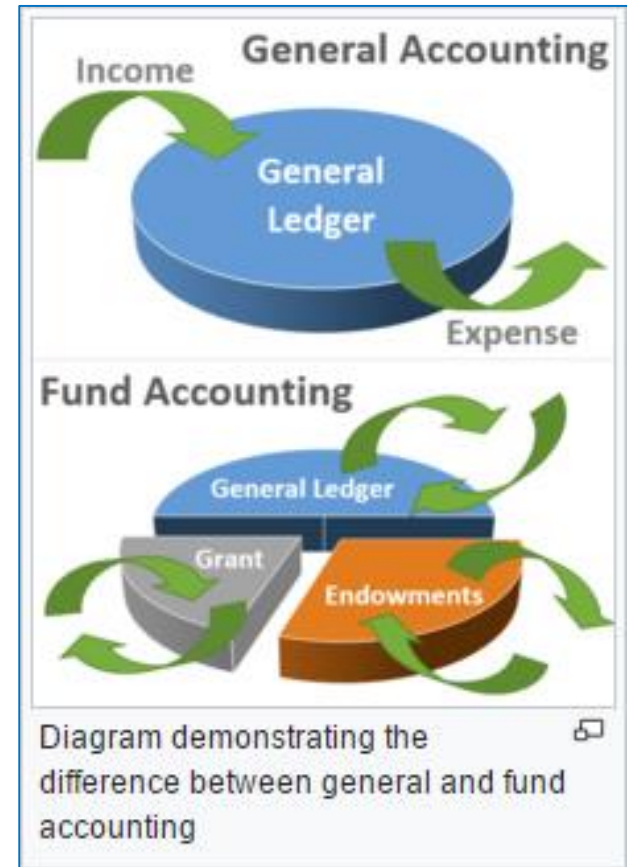 General Accounting
Income
General
Ledger
Expense
Fund Accounting
General Ledger
Grant
Endowments
Diagram demonstrating the
difference between general and fund
accounting